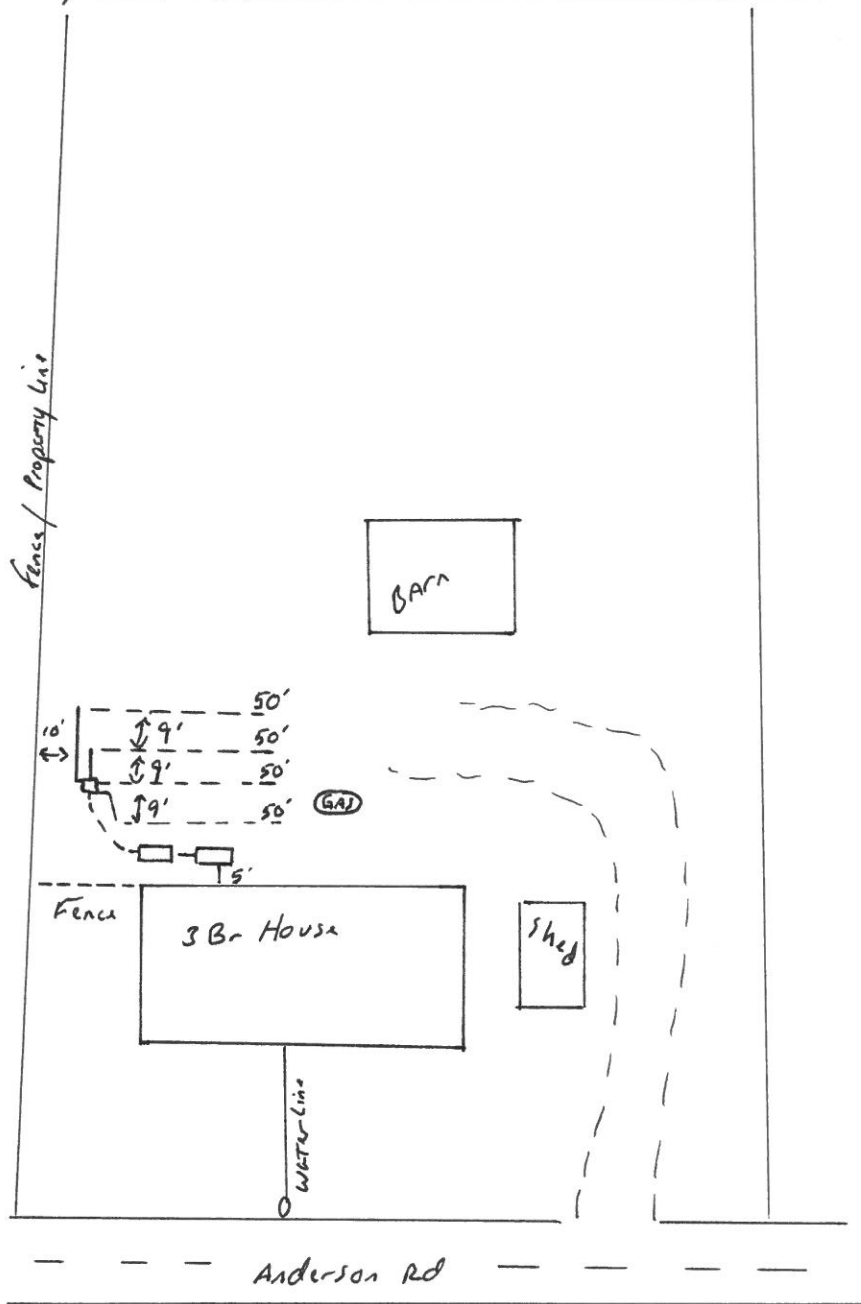 Fence / Property Line
Barn
50'
10'
9'
50'
9'
50'
9'
50'
GAS
5'
Fence
3 Br House
Shed
Water Line
Anderson Rd